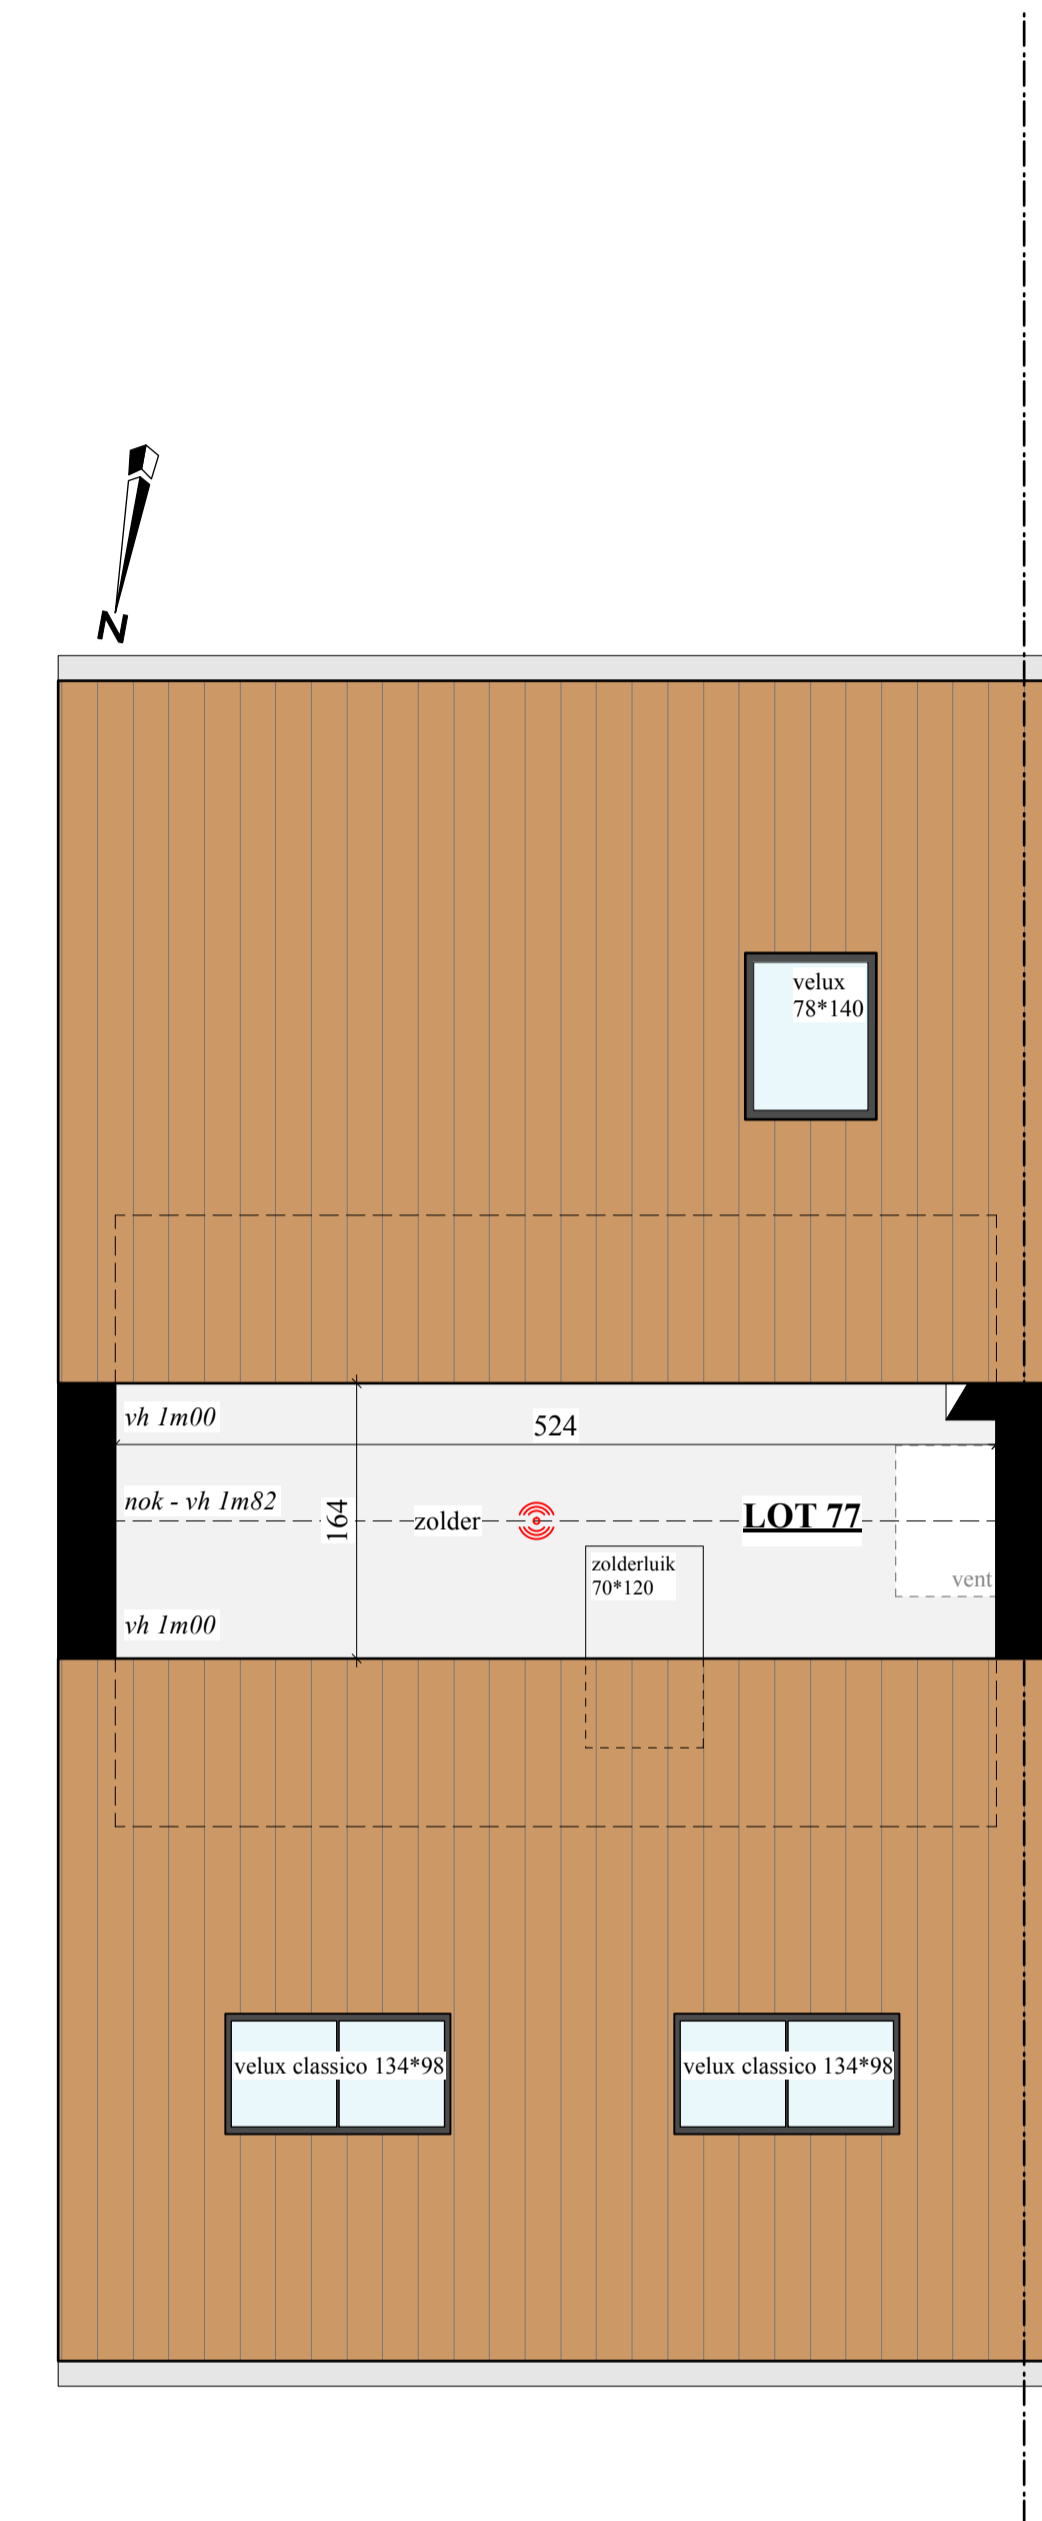 N
velux
78*140
vh 1m00
524
nok - vh 1m82
164
zolder
LOT 77
zolderluik
70*120
vent
vh 1m00
velux classico 134*98
velux classico 134*98